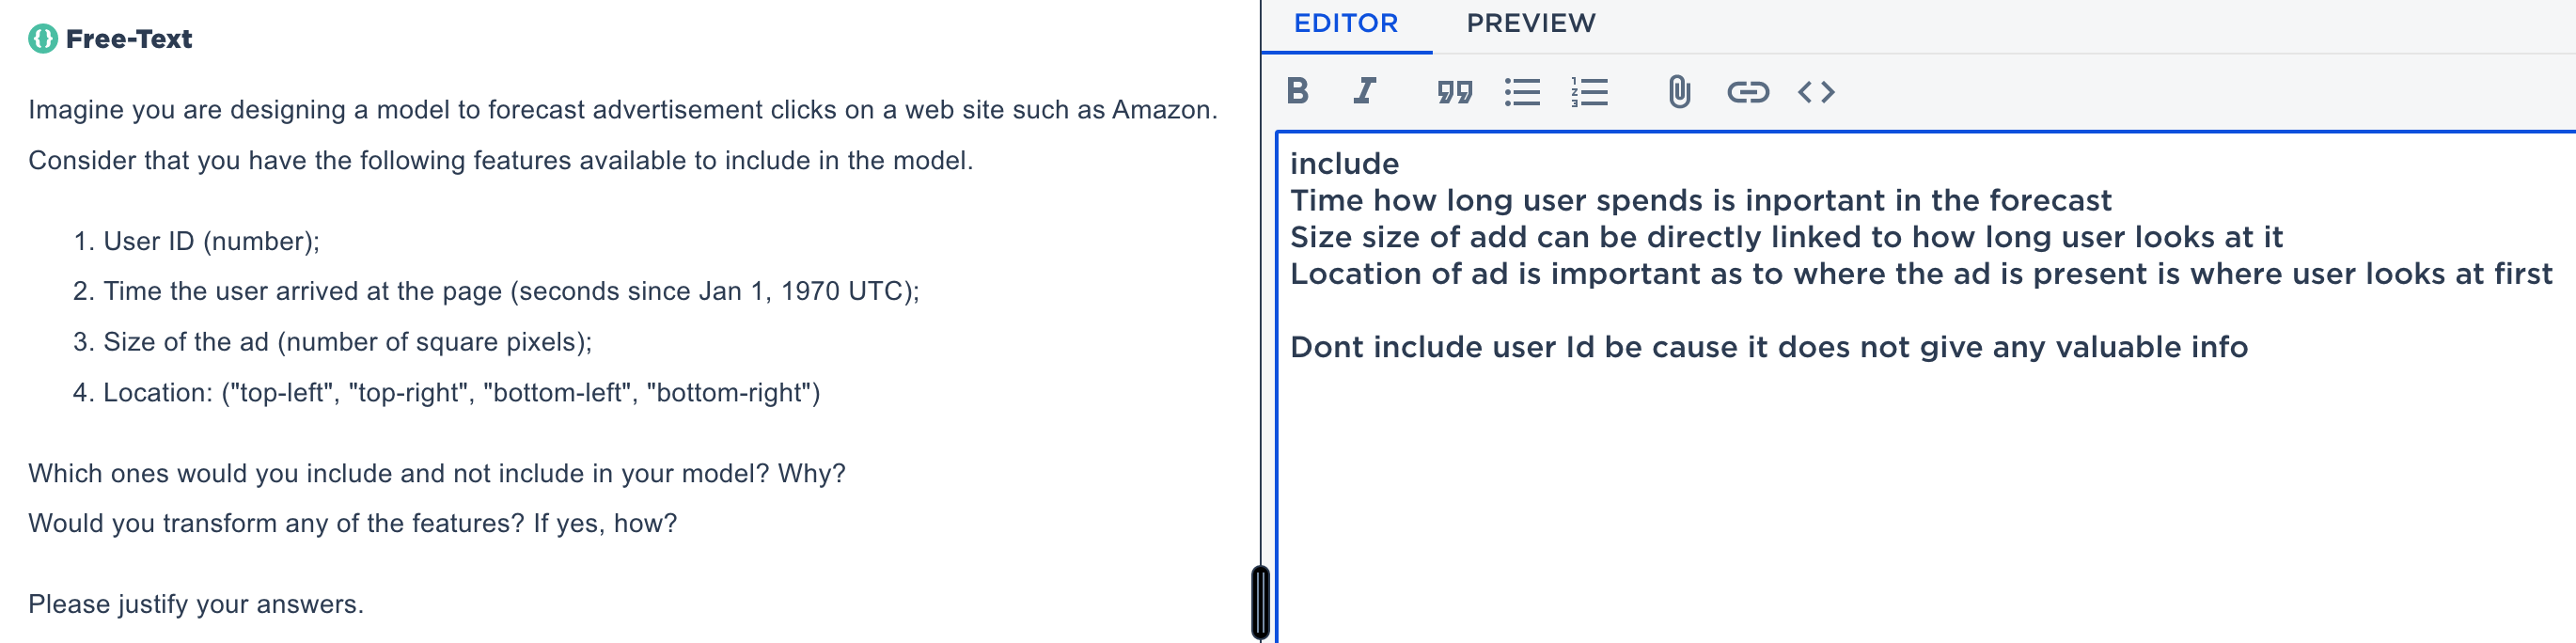 Free-Text
Imagine you are designing a model to forecast advertisement clicks on a web site such as Amazon.
Consider that you have the following features available to include in the model.
1. User ID (number);
2. Time the user arrived at the page (seconds since Jan 1, 1970 UTC);
3. Size of the ad (number of square pixels);
4. Location: ("top-left", "top-right", "bottom-left", "bottom-right")
Which ones would you include and not include in your model? Why?
Would you transform any of the features? If yes, how?
Please justify your answers.
EDITOR PREVIEW
include
Time how long user spends is inportant in the forecast
Size size of add can be directly linked to how long user looks at it
Location of ad is important as to where the ad is present is where user looks at first
Dont include user Id be cause it does not give any valuable info